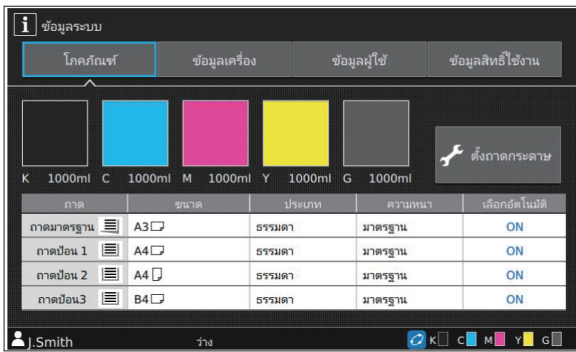 i ข้อมูลระบบ
โภคภัณฑ์ ข้อมูลเครื่อง ข้อมูลผู้ใช้ ข้อมูลสิทธิ์ใช้งาน
K 1000ml C 1000ml M 1000ml Y 1000ml G 1000ml
ตั้งถาดกระดาษ
ถาด ขนาด ประเภท ความหนา เลือกอัตโนมัติ
ถาดมาตรฐาน A3 ธรรมดา มาตรฐาน ON
ถาดป้อน 1 A4 ธรรมดา มาตรฐาน ON
ถาดป้อน 2 A4 ธรรมดา มาตรฐาน ON
ถาดป้อน3 B4 ธรรมดา มาตรฐาน ON
J.Smith ว่าง K C M Y G